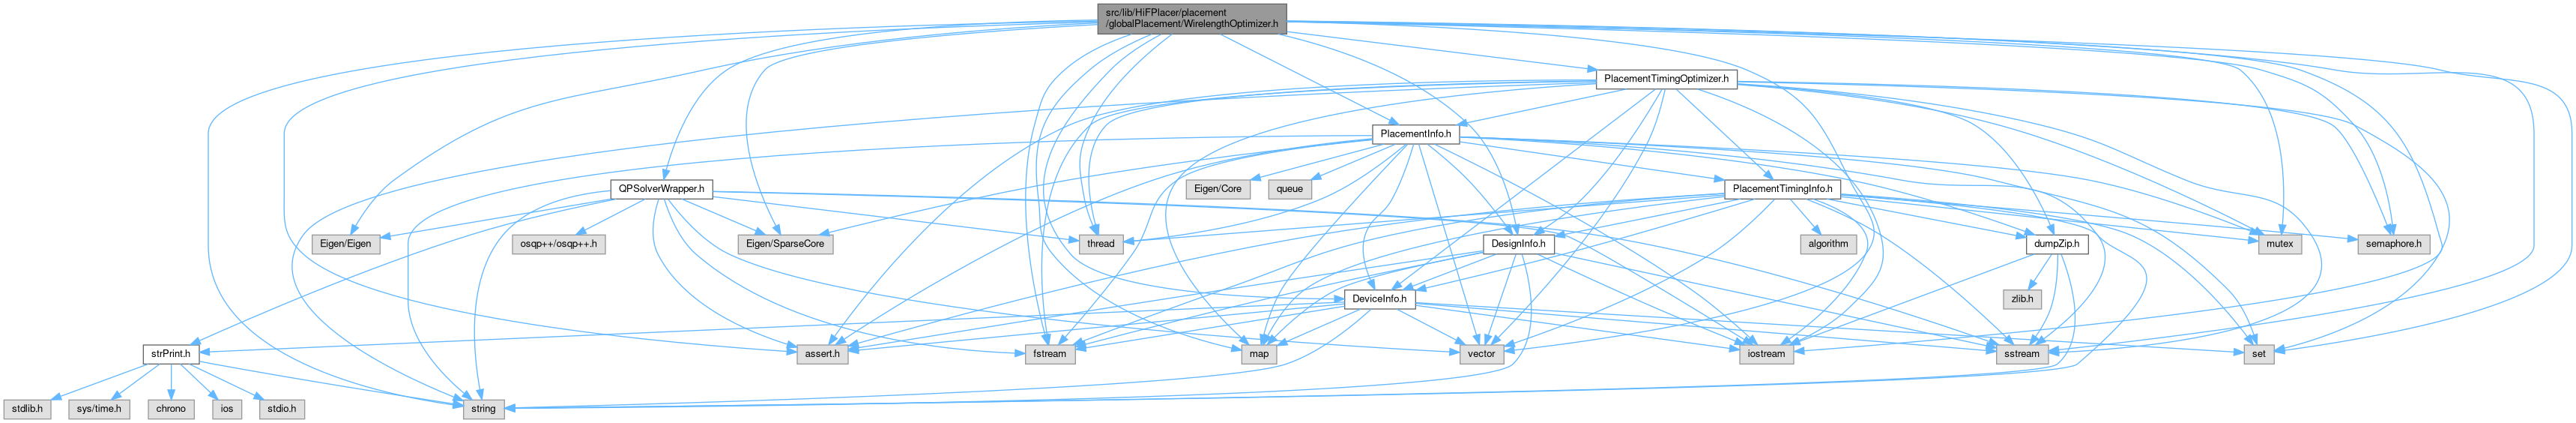 src/lib/HiFPlacer/placement
/globalPlacement/WirelengthOptimizer.h
PlacementTimingOptimizer.h
PlacementInfo.h
QPSolverWrapper.h
Eigen/Core
queue
PlacementTimingInfo.h
Eigen/Eigen
osqp++/osqp++.h
Eigen/SparseCore
thread
DesignInfo.h
algorithm
dumpZip.h
mutex
semaphore.h
DeviceInfo.h
zlib.h
strPrint.h
assert.h
fstream
map
vector
iostream
sstream
set
stdlib.h
sys/time.h
chrono
ios
stdio.h
string